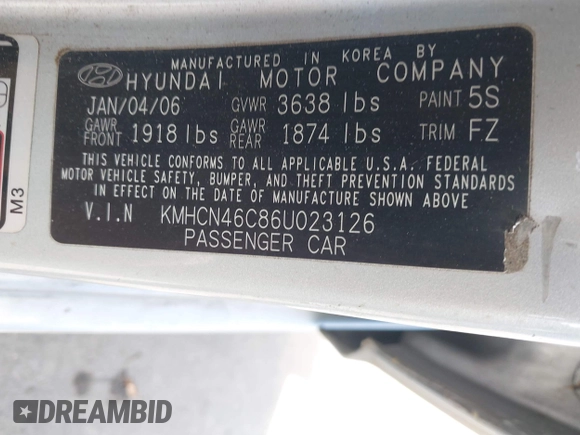 MANUFACTURED IN KOREA BY
HYUNDAI MOTOR COMPANY
JAN/04/06 GVWR 3638 lbs PAINT 5S
GAWR FRONT 1918 lbs GAWR REAR 1874 lbs TRIM FZ
THIS VEHICLE CONFORMS TO ALL APPLICABLE U.S.A. FEDERAL
MOTOR VEHICLE SAFETY, BUMPER, AND THEFT PREVENTION STANDARDS
IN EFFECT ON THE DATE OF MANUFACTURE SHOWN ABOVE
V.I.N KMHCN46C86U023126
PASSENGER CAR
M3
DREAMBID